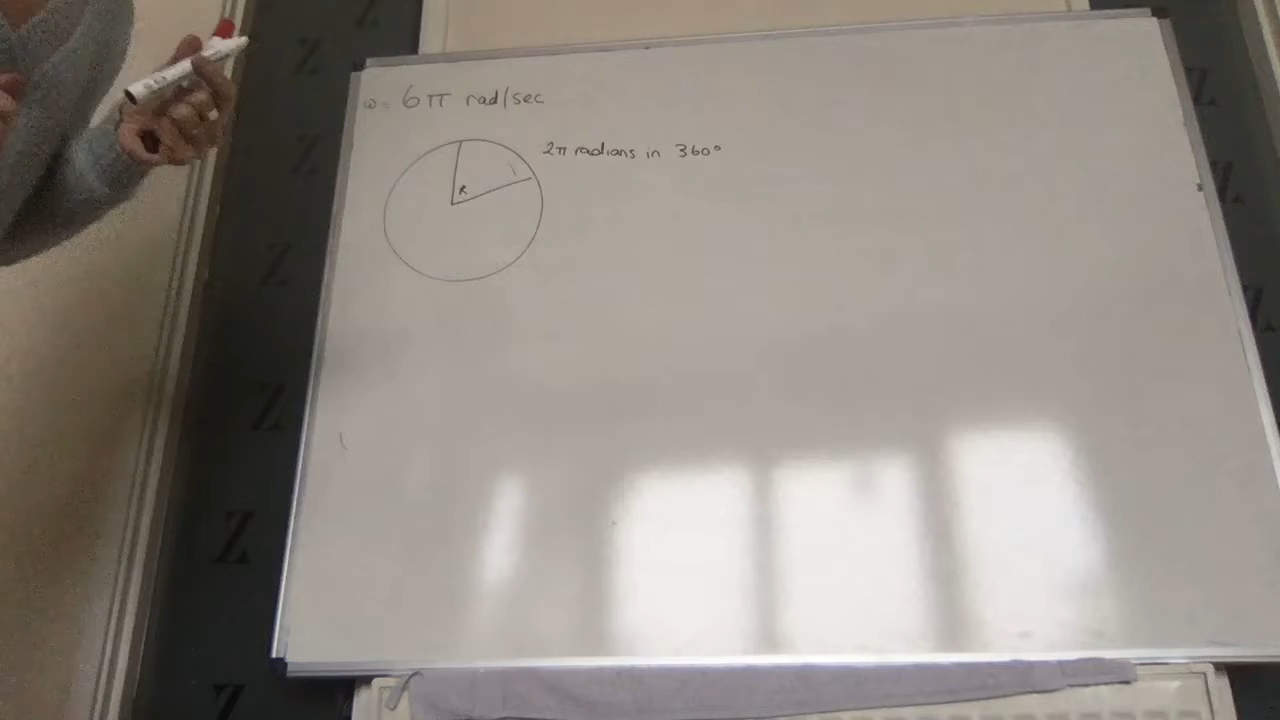 ω = 6π rad/sec
2π radians in 360°
R